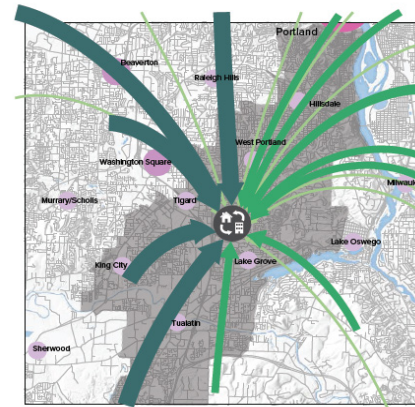 Portland
Beaverton
Raleigh Hills
Hillsdale
West Portland
Washington Square
Milwauk
Murrary/Scholls
Tigard
Lake Oswego
King City
Lake Grove
Tualatin
Sherwood